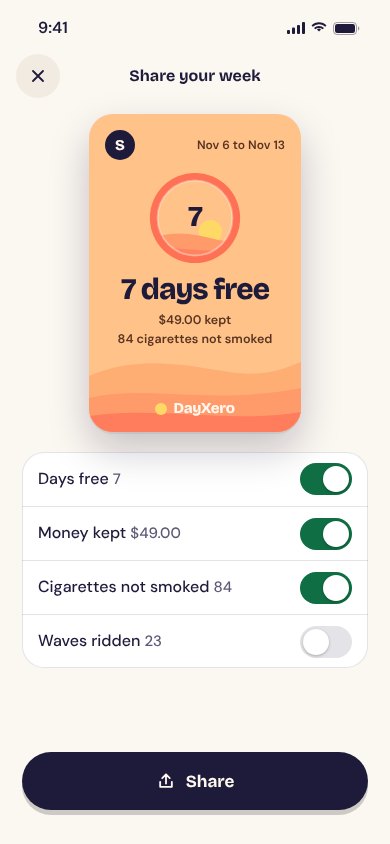 9:41
Share your week
S
Nov 6 to Nov 13
7
7 days free
$49.00 kept
84 cigarettes not smoked
DayXero
Days free 7
Money kept $49.00
Cigarettes not smoked 84
Waves ridden 23
Share